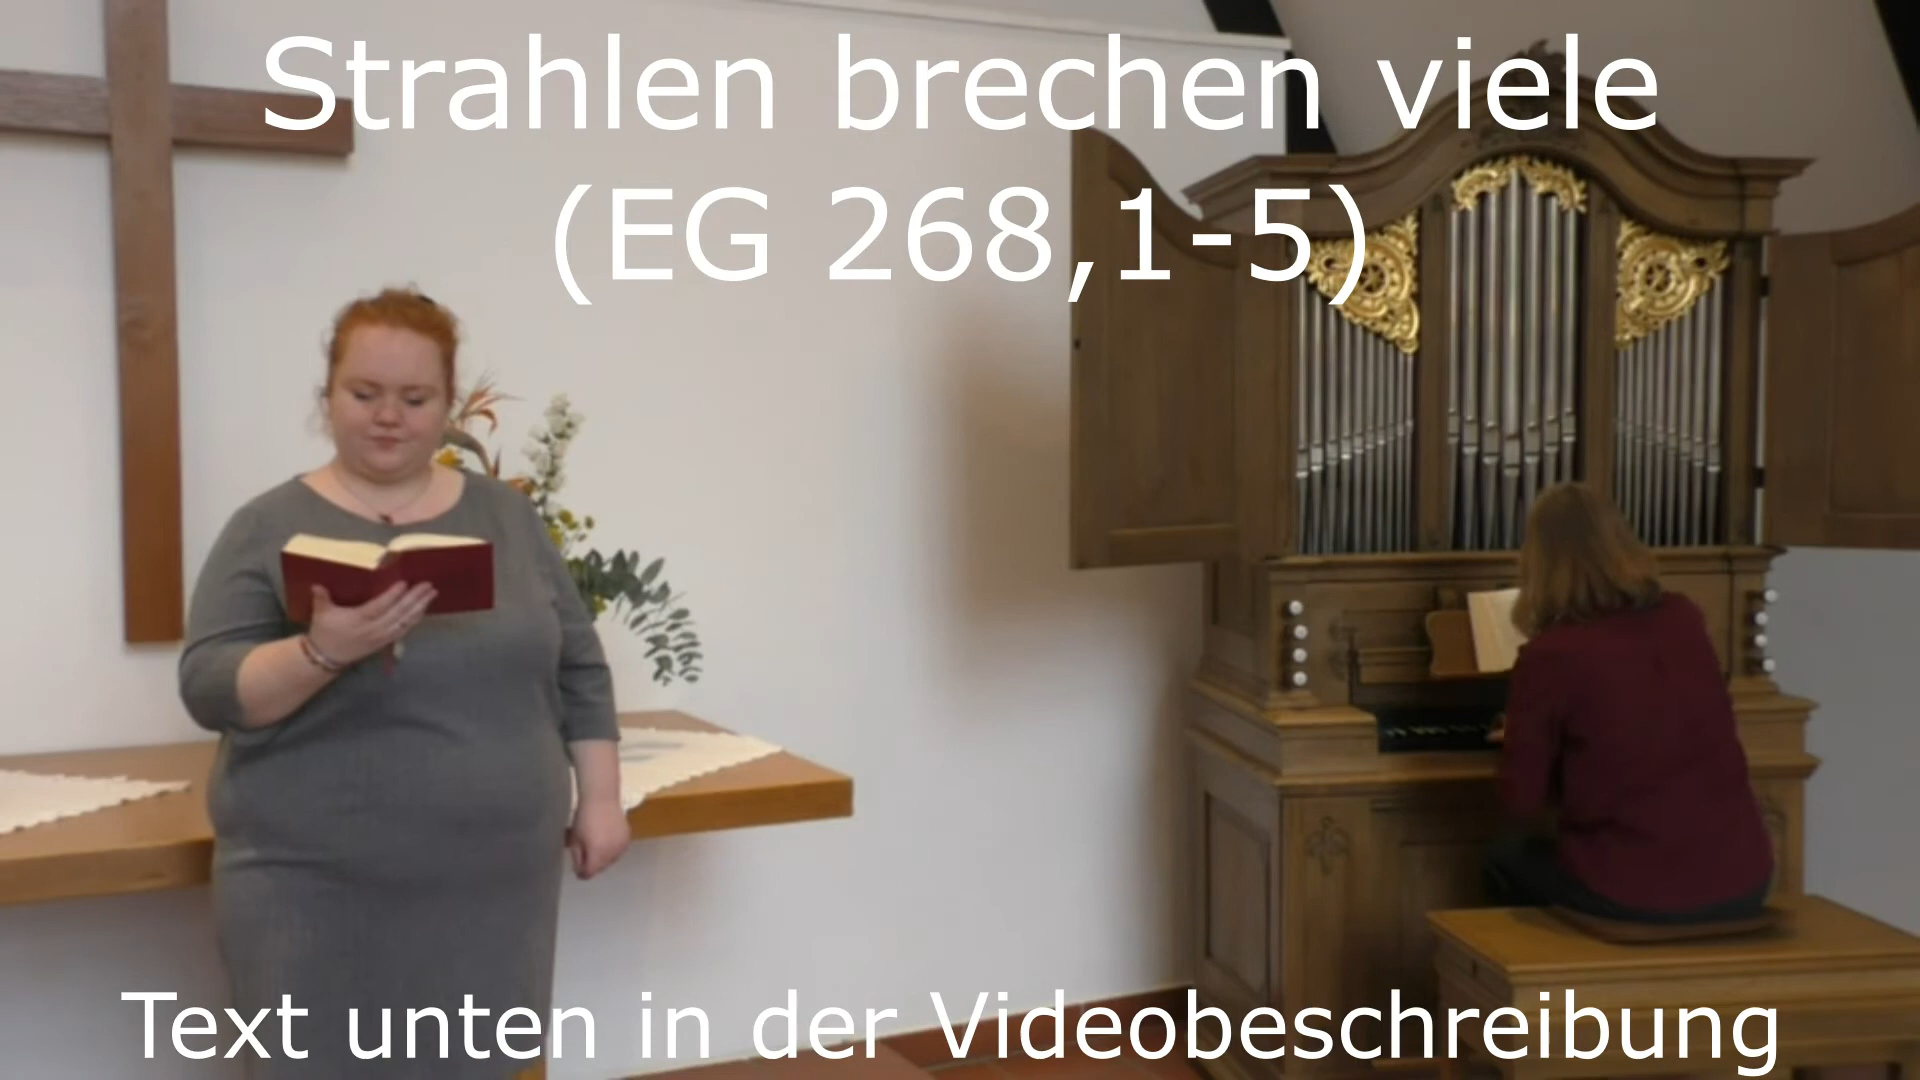 Strahlen brechen viele
(EG 268,1-5)
Text unten in der Videobeschreibung